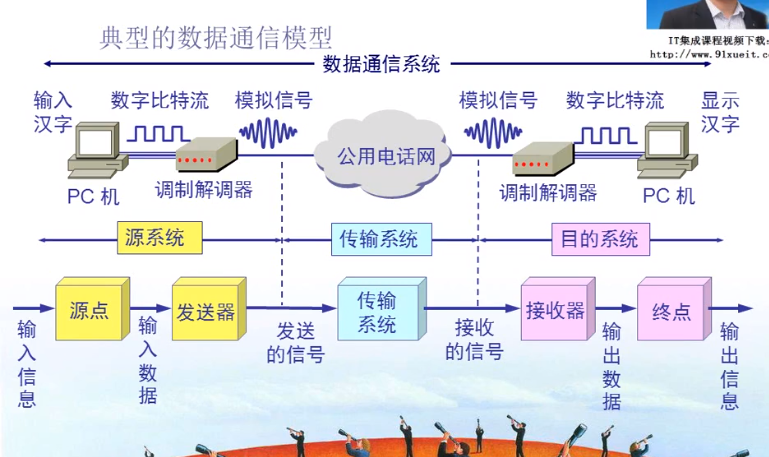 IT集成课程视频下载
http://www.91xueit.c
典型的数据通信模型
数据通信系统
输入
汉字
数字比特流
模拟信号
公用电话网
模拟信号
数字比特流
显示
汉字
PC 机
调制解调器
调制解调器
PC 机
源系统
传输系统
目的系统
输入信息
源点
输入数据
发送器
发送
的信号
传输
系统
接收
的信号
接收器
输出数据
终点
输出信息